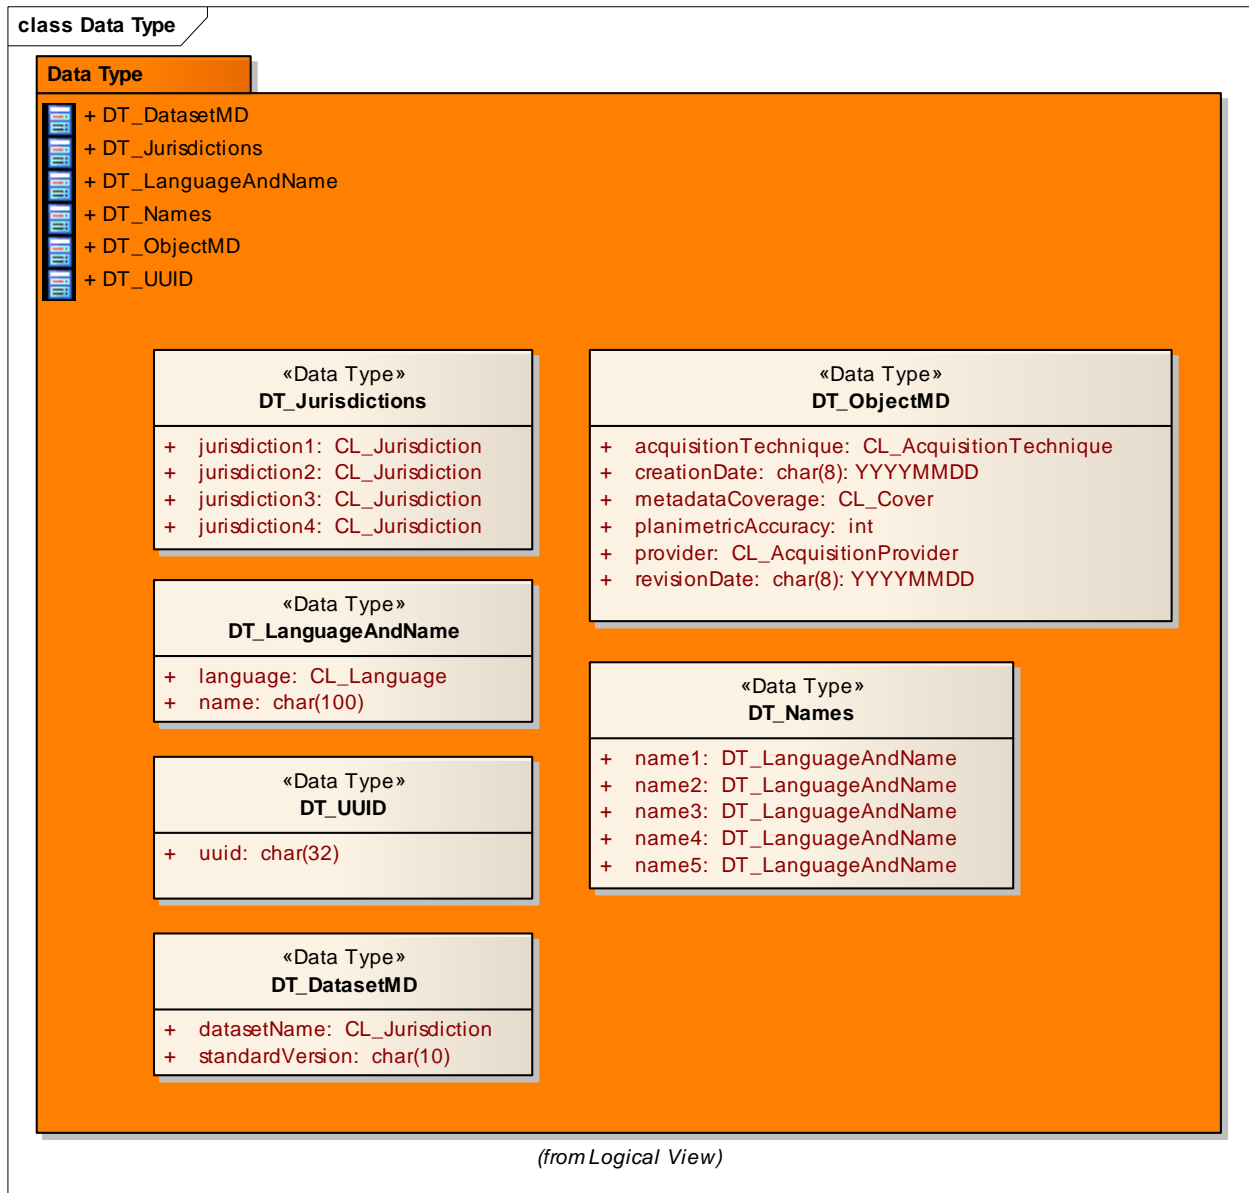 class Data Type
Data Type
+ DT_DatasetMD
+ DT_Jurisdictions
+ DT_LanguageAndName
+ DT_Names
+ DT_ObjectMD
+ DT_UUID
«Data Type»
DT_Jurisdictions
+ jurisdiction1: CL_Jurisdiction
+ jurisdiction2: CL_Jurisdiction
+ jurisdiction3: CL_Jurisdiction
+ jurisdiction4: CL_Jurisdiction
«Data Type»
DT_ObjectMD
+ acquisitionTechnique: CL_AcquisitionTechnique
+ creationDate: char(8): YYYYMMDD
+ metadataCoverage: CL_Cover
+ planimetricAccuracy: int
+ provider: CL_AcquisitionProvider
+ revisionDate: char(8): YYYYMMDD
«Data Type»
DT_LanguageAndName
+ language: CL_Language
+ name: char(100)
«Data Type»
DT_Names
+ name1: DT_LanguageAndName
+ name2: DT_LanguageAndName
+ name3: DT_LanguageAndName
+ name4: DT_LanguageAndName
+ name5: DT_LanguageAndName
«Data Type»
DT_UUID
+ uuid: char(32)
«Data Type»
DT_DatasetMD
+ datasetName: CL_Jurisdiction
+ standardVersion: char(10)
(from Logical View)